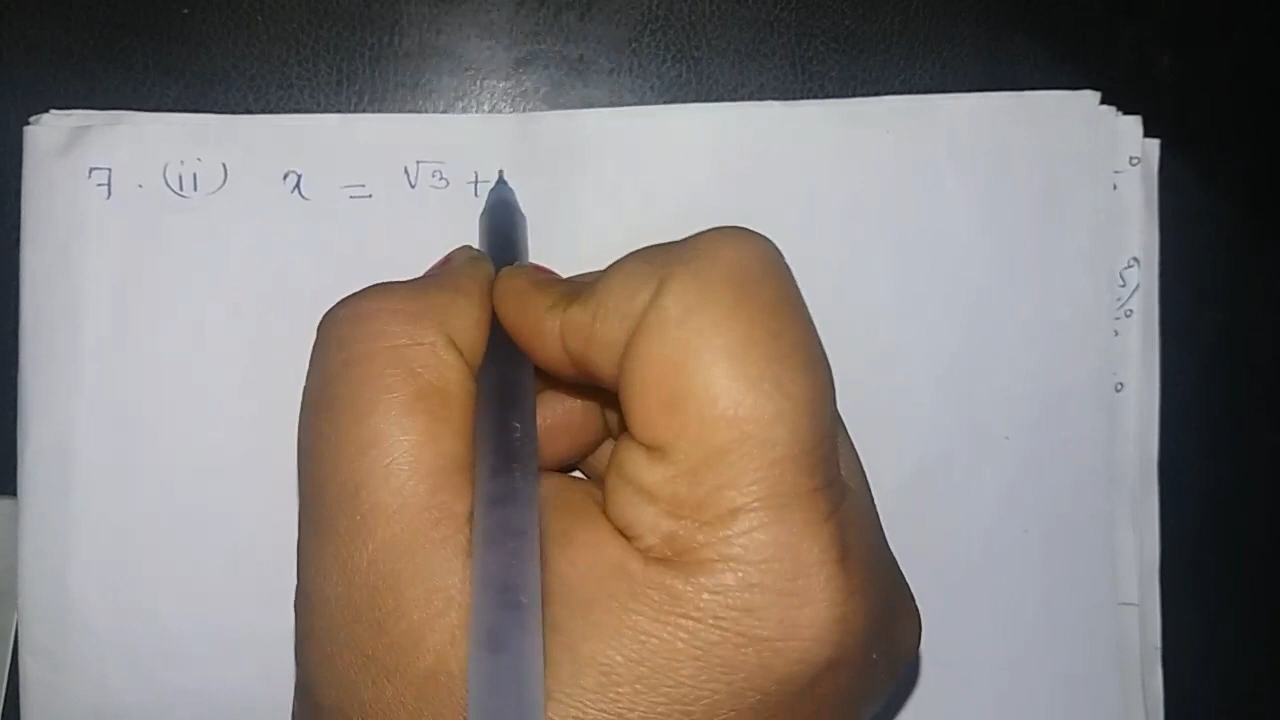 7. (ii) x = √3 +